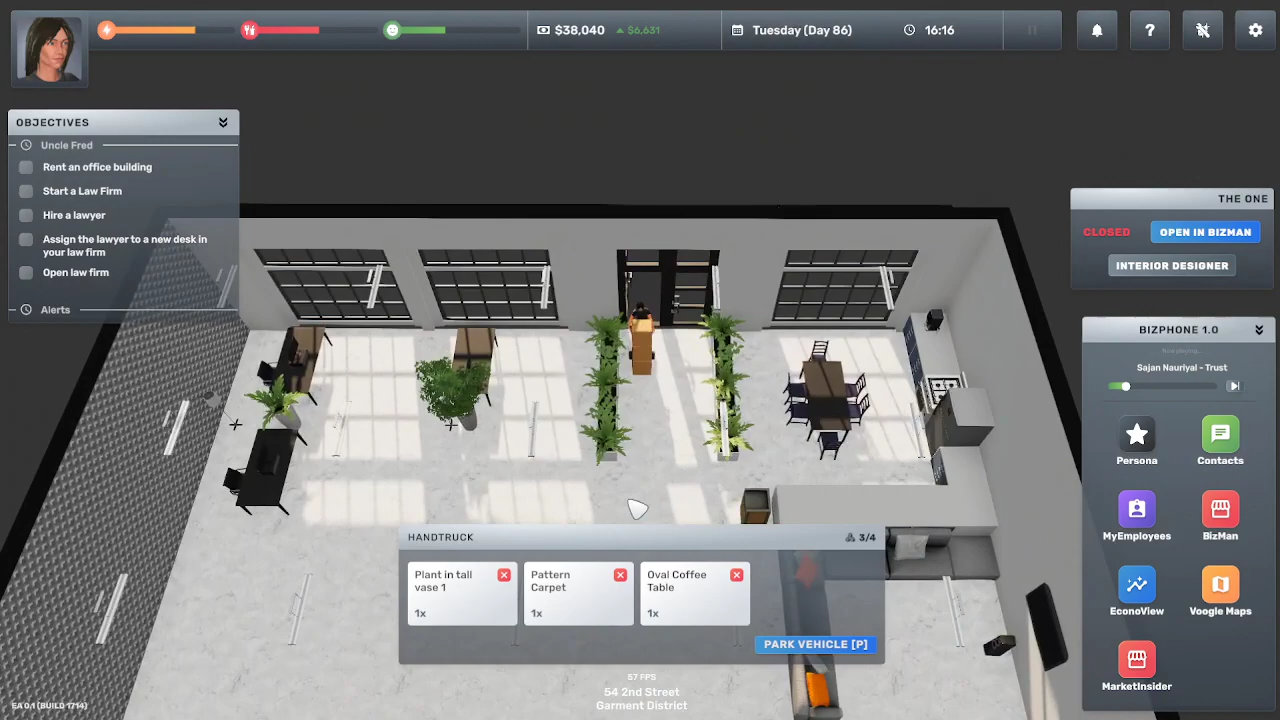 $38,040
$6,631
Tuesday (Day 86)
16:16
?
OBJECTIVES
Uncle Fred
Rent an office building
Start a Law Firm
Hire a lawyer
Assign the lawyer to a new desk in
your law firm
Open law firm
Alerts
THE ONE
CLOSED
OPEN IN BIZMAN
INTERIOR DESIGNER
BIZPHONE 1.0
Now playing...
Sajan Nauriyal - Trust
Persona
Contacts
MyEmployees
BizMan
EconoView
Voogle Maps
MarketInsider
HANDTRUCK
3/4
Plant in tall
vase 1
1x
Pattern
Carpet
1x
Oval Coffee
Table
1x
PARK VEHICLE [P]
57 FPS
54 2nd Street
Garment District
EA 0.1 (BUILD 1714)